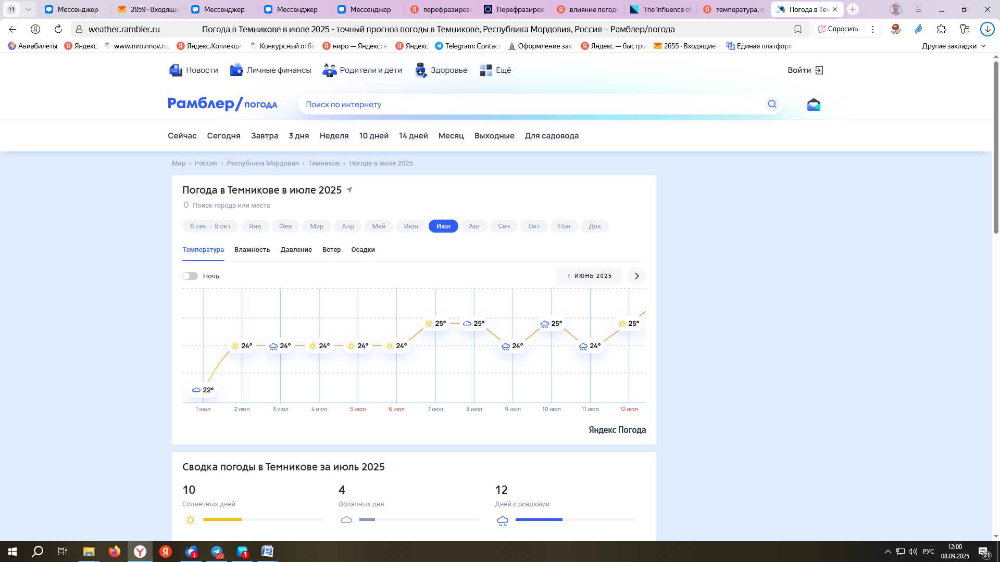 11
Мессенджер
2859 · Входящи
Мессенджер
Мессенджер
Мессенджер
перефразирова
Перефразиров
влияние погодн
The influence of
температура, о
Погода в Тем
weather.rambler.ru
Погода в Темникове в июле 2025 - точный прогноз погоды в Темникове, Республика Мордовия, Россия – Рамблер/погода
Спросить
Авиабилеты
Яндекс
www.niro.nnov.ru/
Яндекс.Коллекци
Конкурсный отбо
ниро — Яндекс: н
Яндекс
Telegram: Contact
Оформление зака
Яндекс — быстры
2655 · Входящие -
Единая платформ
Другие закладки
Новости
Личные финансы
Родители и дети
Здоровье
Ещё
Войти
Рамблер/погода
Поиск по интернету
Сейчас Сегодня Завтра 3 дня Неделя 10 дней 14 дней Месяц Выходные Для садовода
Мир › Россия › Республика Мордовия › Темников › Погода в июле 2025
Погода в Темникове в июле 2025
Поиск города или места
8 сен – 8 окт Янв Фев Мар Апр Май Июн Июл Авг Сен Окт Ноя Дек
Температура Влажность Давление Ветер Осадки
Ночь
ИЮНЬ 2025
25° 25° 25° 25°
24° 24° 24° 24° 24° 24° 24°
22°
1 июл 2 июл 3 июл 4 июл 5 июл 6 июл 7 июл 8 июл 9 июл 10 июл 11 июл 12 июл
Яндекс Погода
Сводка погоды в Темникове за июль 2025
10 4 12
Солнечных дней Облачных дня Дней с осадками
1
47
1
РУС
12:00
08.09.2025
21